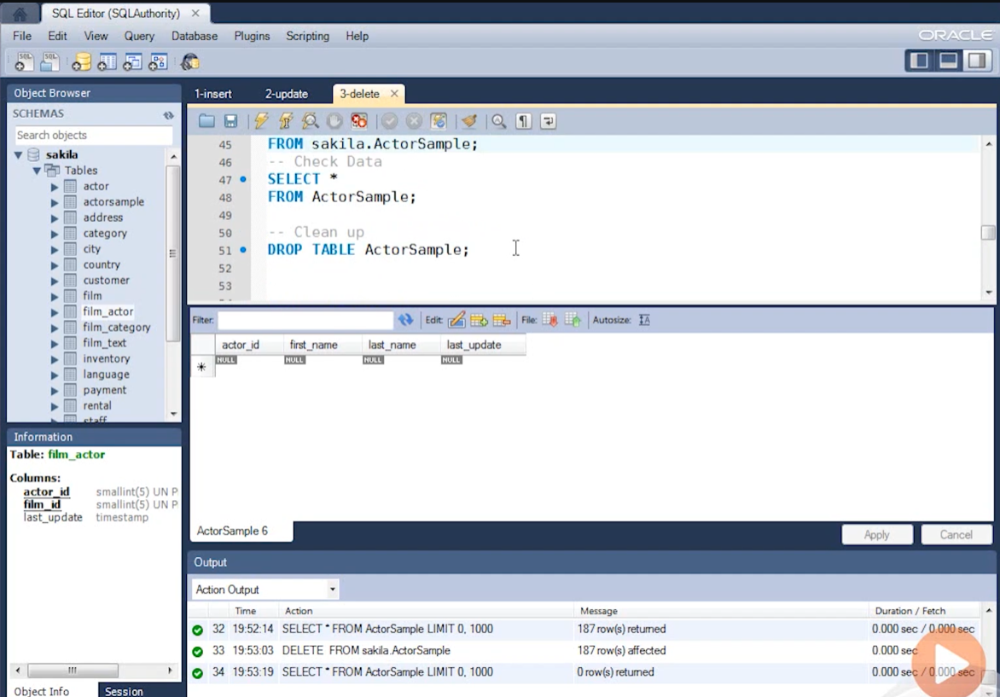 SQL Editor (SQLAuthority)
File Edit View Query Database Plugins Scripting Help
ORACLE
SQL SQL
Object Browser
SCHEMAS
Search objects
sakila
Tables
actor
actorsample
address
category
city
country
customer
film
film_actor
film_category
film_text
inventory
language
payment
rental
staff
Information
Table: film_actor
Columns:
actor_id smallint(5) UN P
film_id smallint(5) UN P
last_update timestamp
Object Info Session
1-insert 2-update 3-delete
45 FROM sakila.ActorSample;
46 -- Check Data
47 SELECT *
48 FROM ActorSample;
49
50 -- Clean up
51 DROP TABLE ActorSample;
52
53
Filter: Edit: File: Autosize:
actor_id first_name last_name last_update
NULL NULL NULL NULL
ActorSample 6
Apply Cancel
Output
Action Output
Time Action Message Duration / Fetch
32 19:52:14 SELECT * FROM ActorSample LIMIT 0, 1000 187 row(s) returned 0.000 sec / 0.000 sec
33 19:53:03 DELETE FROM sakila.ActorSample 187 row(s) affected 0.000 sec
34 19:53:19 SELECT * FROM ActorSample LIMIT 0, 1000 0 row(s) returned 0.000 sec / 0.000 sec